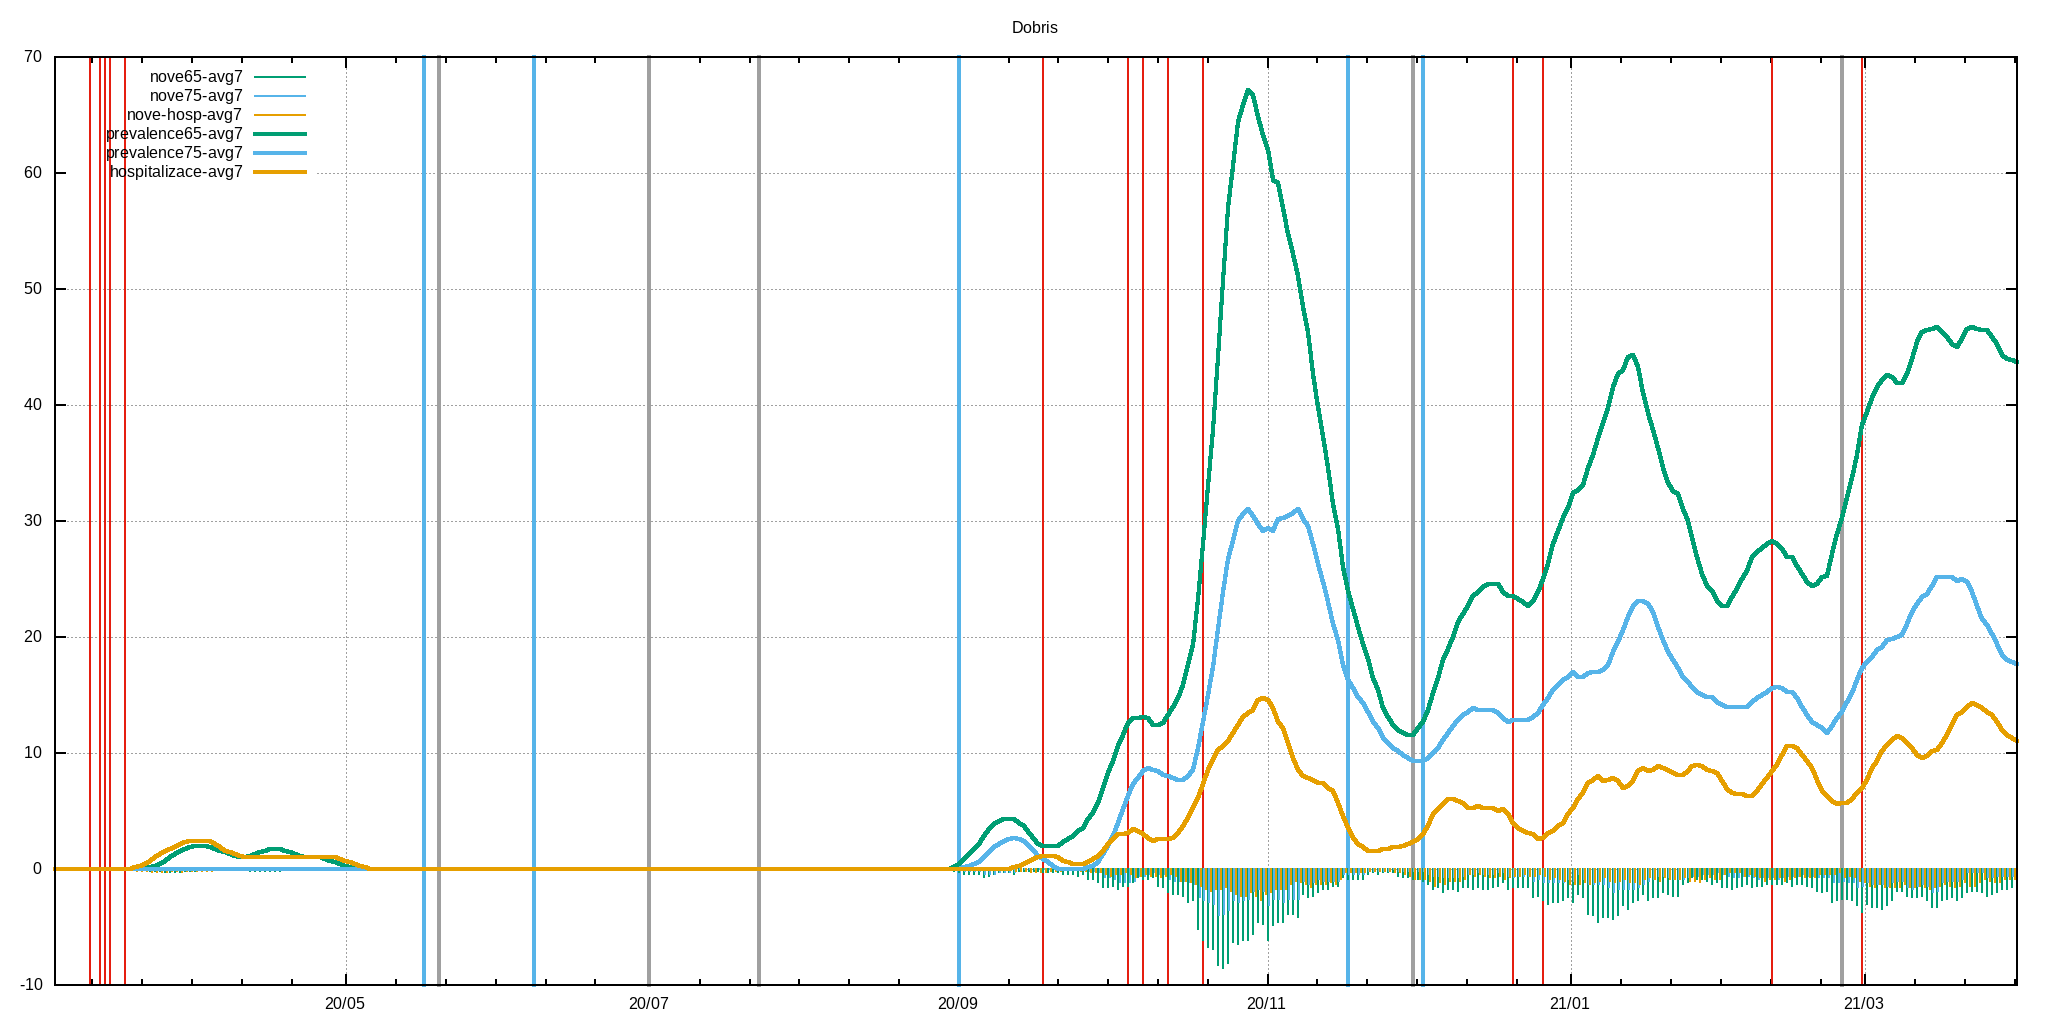 Dobris
70
nove65-avg7
nove75-avg7
nove-hosp-avg7
prevalence65-avg7
prevalence75-avg7
hospitalizace-avg7
60
50
40
30
20
10
0
-10
20/05 20/07 20/09 20/11 21/01 21/03